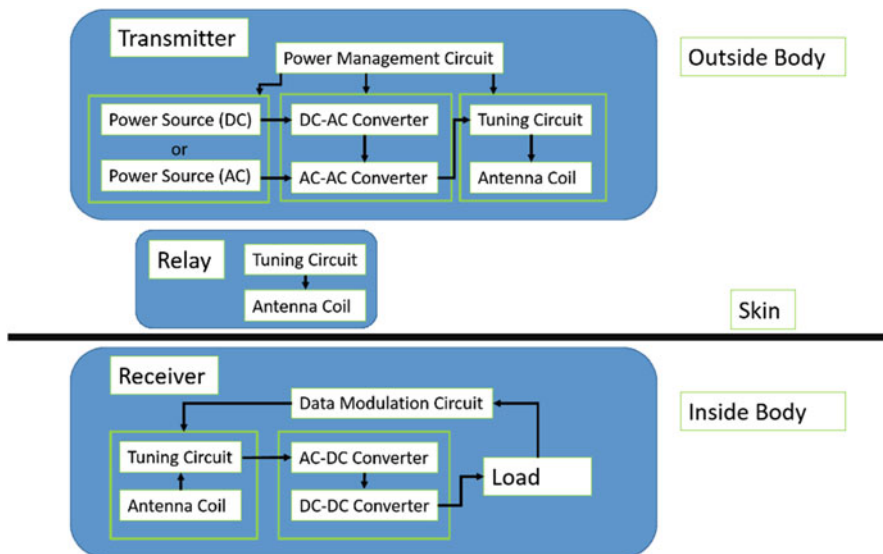 Transmitter
Power Management Circuit
Outside Body
Power Source (DC)
DC-AC Converter
Tuning Circuit
or
Power Source (AC)
AC-AC Converter
Antenna Coil
Relay
Tuning Circuit
Antenna Coil
Skin
Receiver
Data Modulation Circuit
Inside Body
Tuning Circuit
AC-DC Converter
Load
Antenna Coil
DC-DC Converter